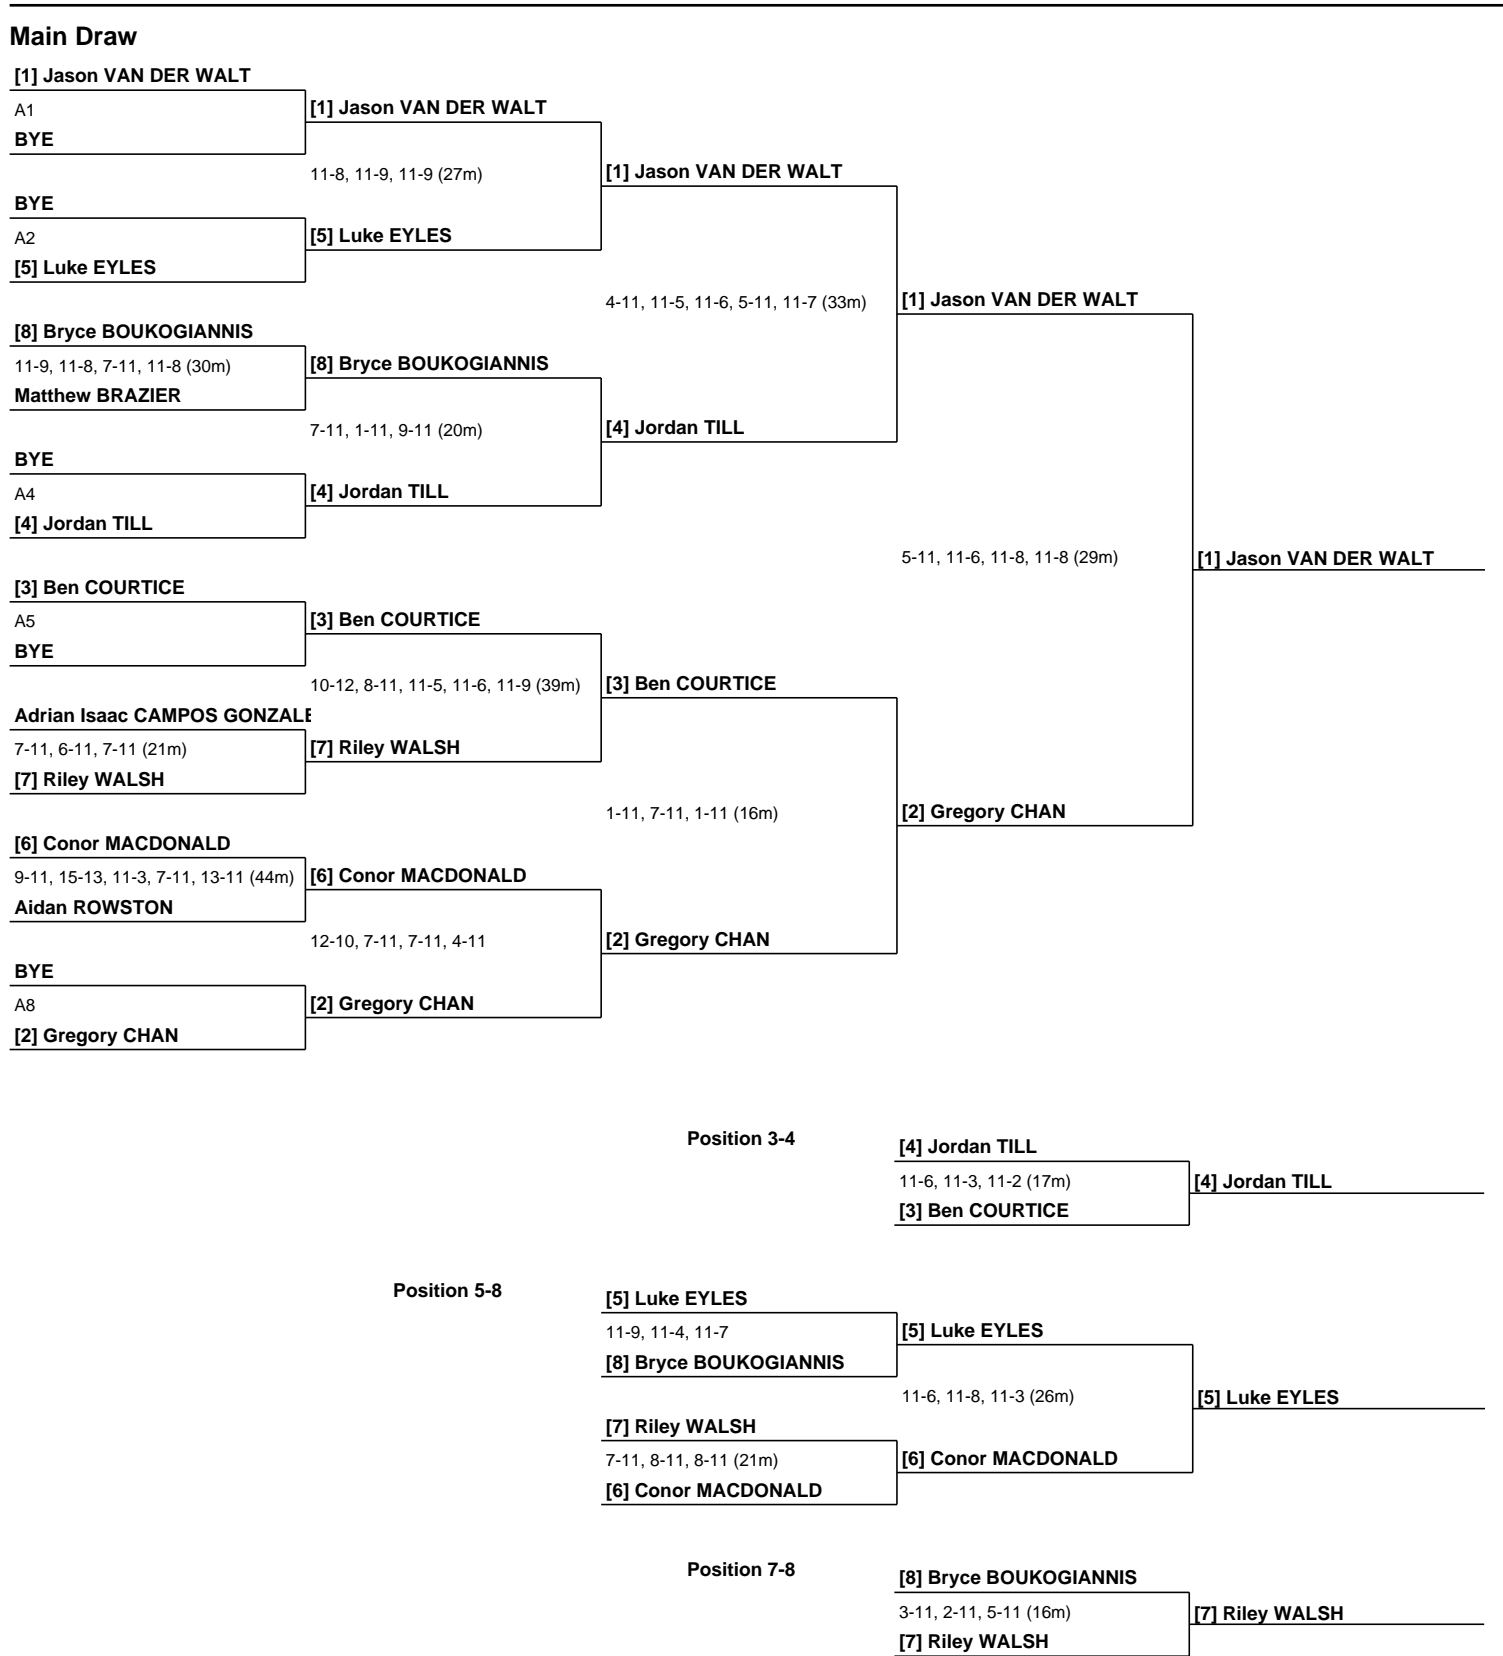 Main Draw
[1] Jason VAN DER WALT
A1
[1] Jason VAN DER WALT
BYE
11-8, 11-9, 11-9 (27m)
[1] Jason VAN DER WALT
BYE
A2
[5] Luke EYLES
[5] Luke EYLES
4-11, 11-5, 11-6, 5-11, 11-7 (33m)
[1] Jason VAN DER WALT
[8] Bryce BOUKOGIANNIS
11-9, 11-8, 7-11, 11-8 (30m)
[8] Bryce BOUKOGIANNIS
Matthew BRAZIER
7-11, 1-11, 9-11 (20m)
[4] Jordan TILL
BYE
A4
[4] Jordan TILL
[4] Jordan TILL
5-11, 11-6, 11-8, 11-8 (29m)
[1] Jason VAN DER WALT
[3] Ben COURTICE
A5
[3] Ben COURTICE
BYE
10-12, 8-11, 11-5, 11-6, 11-9 (39m)
[3] Ben COURTICE
Adrian Isaac CAMPOS GONZALE
7-11, 6-11, 7-11 (21m)
[7] Riley WALSH
[7] Riley WALSH
1-11, 7-11, 1-11 (16m)
[2] Gregory CHAN
[6] Conor MACDONALD
9-11, 15-13, 11-3, 7-11, 13-11 (44m)
[6] Conor MACDONALD
Aidan ROWSTON
12-10, 7-11, 7-11, 4-11
[2] Gregory CHAN
BYE
A8
[2] Gregory CHAN
[2] Gregory CHAN
Position 3-4
[4] Jordan TILL
11-6, 11-3, 11-2 (17m)
[4] Jordan TILL
[3] Ben COURTICE
Position 5-8
[5] Luke EYLES
11-9, 11-4, 11-7
[5] Luke EYLES
[8] Bryce BOUKOGIANNIS
11-6, 11-8, 11-3 (26m)
[5] Luke EYLES
[7] Riley WALSH
7-11, 8-11, 8-11 (21m)
[6] Conor MACDONALD
[6] Conor MACDONALD
Position 7-8
[8] Bryce BOUKOGIANNIS
3-11, 2-11, 5-11 (16m)
[7] Riley WALSH
[7] Riley WALSH